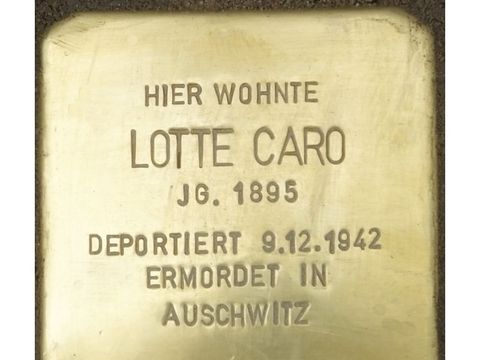 HIER WOHNTE
LOTTE CARO
JG. 1895
DEPORTIERT 9.12.1942
ERMORDET IN
AUSCHWITZ